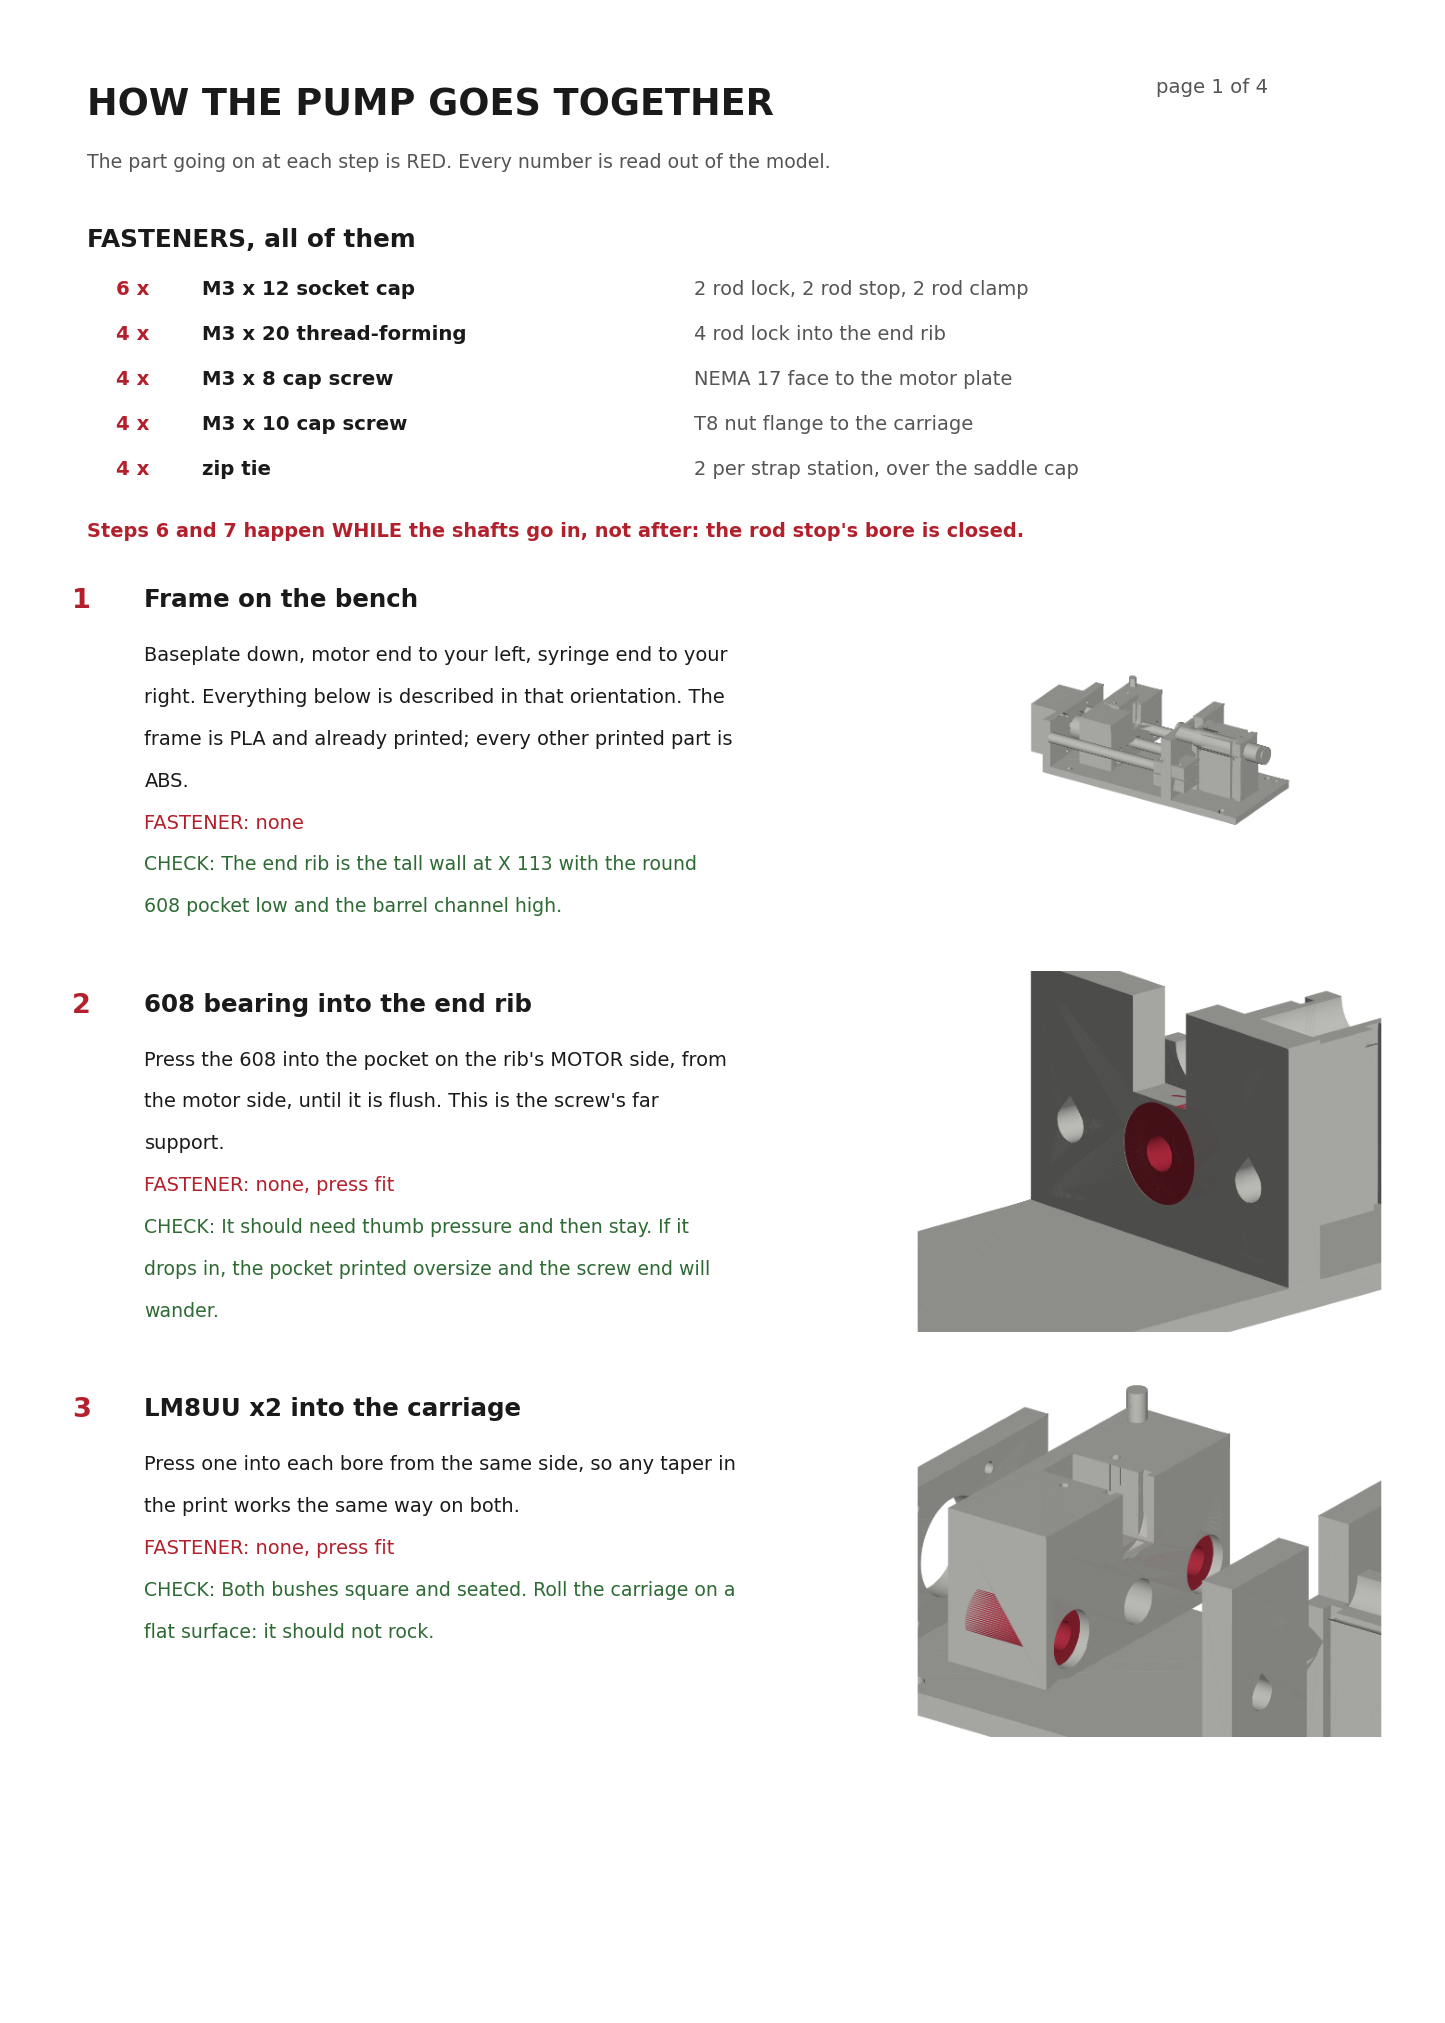 HOW THE PUMP GOES TOGETHER
page 1 of 4
The part going on at each step is RED. Every number is read out of the model.
FASTENERS, all of them
6 x M3 x 12 socket cap 2 rod lock, 2 rod stop, 2 rod clamp
4 x M3 x 20 thread-forming 4 rod lock into the end rib
4 x M3 x 8 cap screw NEMA 17 face to the motor plate
4 x M3 x 10 cap screw T8 nut flange to the carriage
4 x zip tie 2 per strap station, over the saddle cap
Steps 6 and 7 happen WHILE the shafts go in, not after: the rod stop's bore is closed.
1 Frame on the bench
Baseplate down, motor end to your left, syringe end to your
right. Everything below is described in that orientation. The
frame is PLA and already printed; every other printed part is
ABS.
FASTENER: none
CHECK: The end rib is the tall wall at X 113 with the round
608 pocket low and the barrel channel high.
2 608 bearing into the end rib
Press the 608 into the pocket on the rib's MOTOR side, from
the motor side, until it is flush. This is the screw's far
support.
FASTENER: none, press fit
CHECK: It should need thumb pressure and then stay. If it
drops in, the pocket printed oversize and the screw end will
wander.
3 LM8UU x2 into the carriage
Press one into each bore from the same side, so any taper in
the print works the same way on both.
FASTENER: none, press fit
CHECK: Both bushes square and seated. Roll the carriage on a
flat surface: it should not rock.